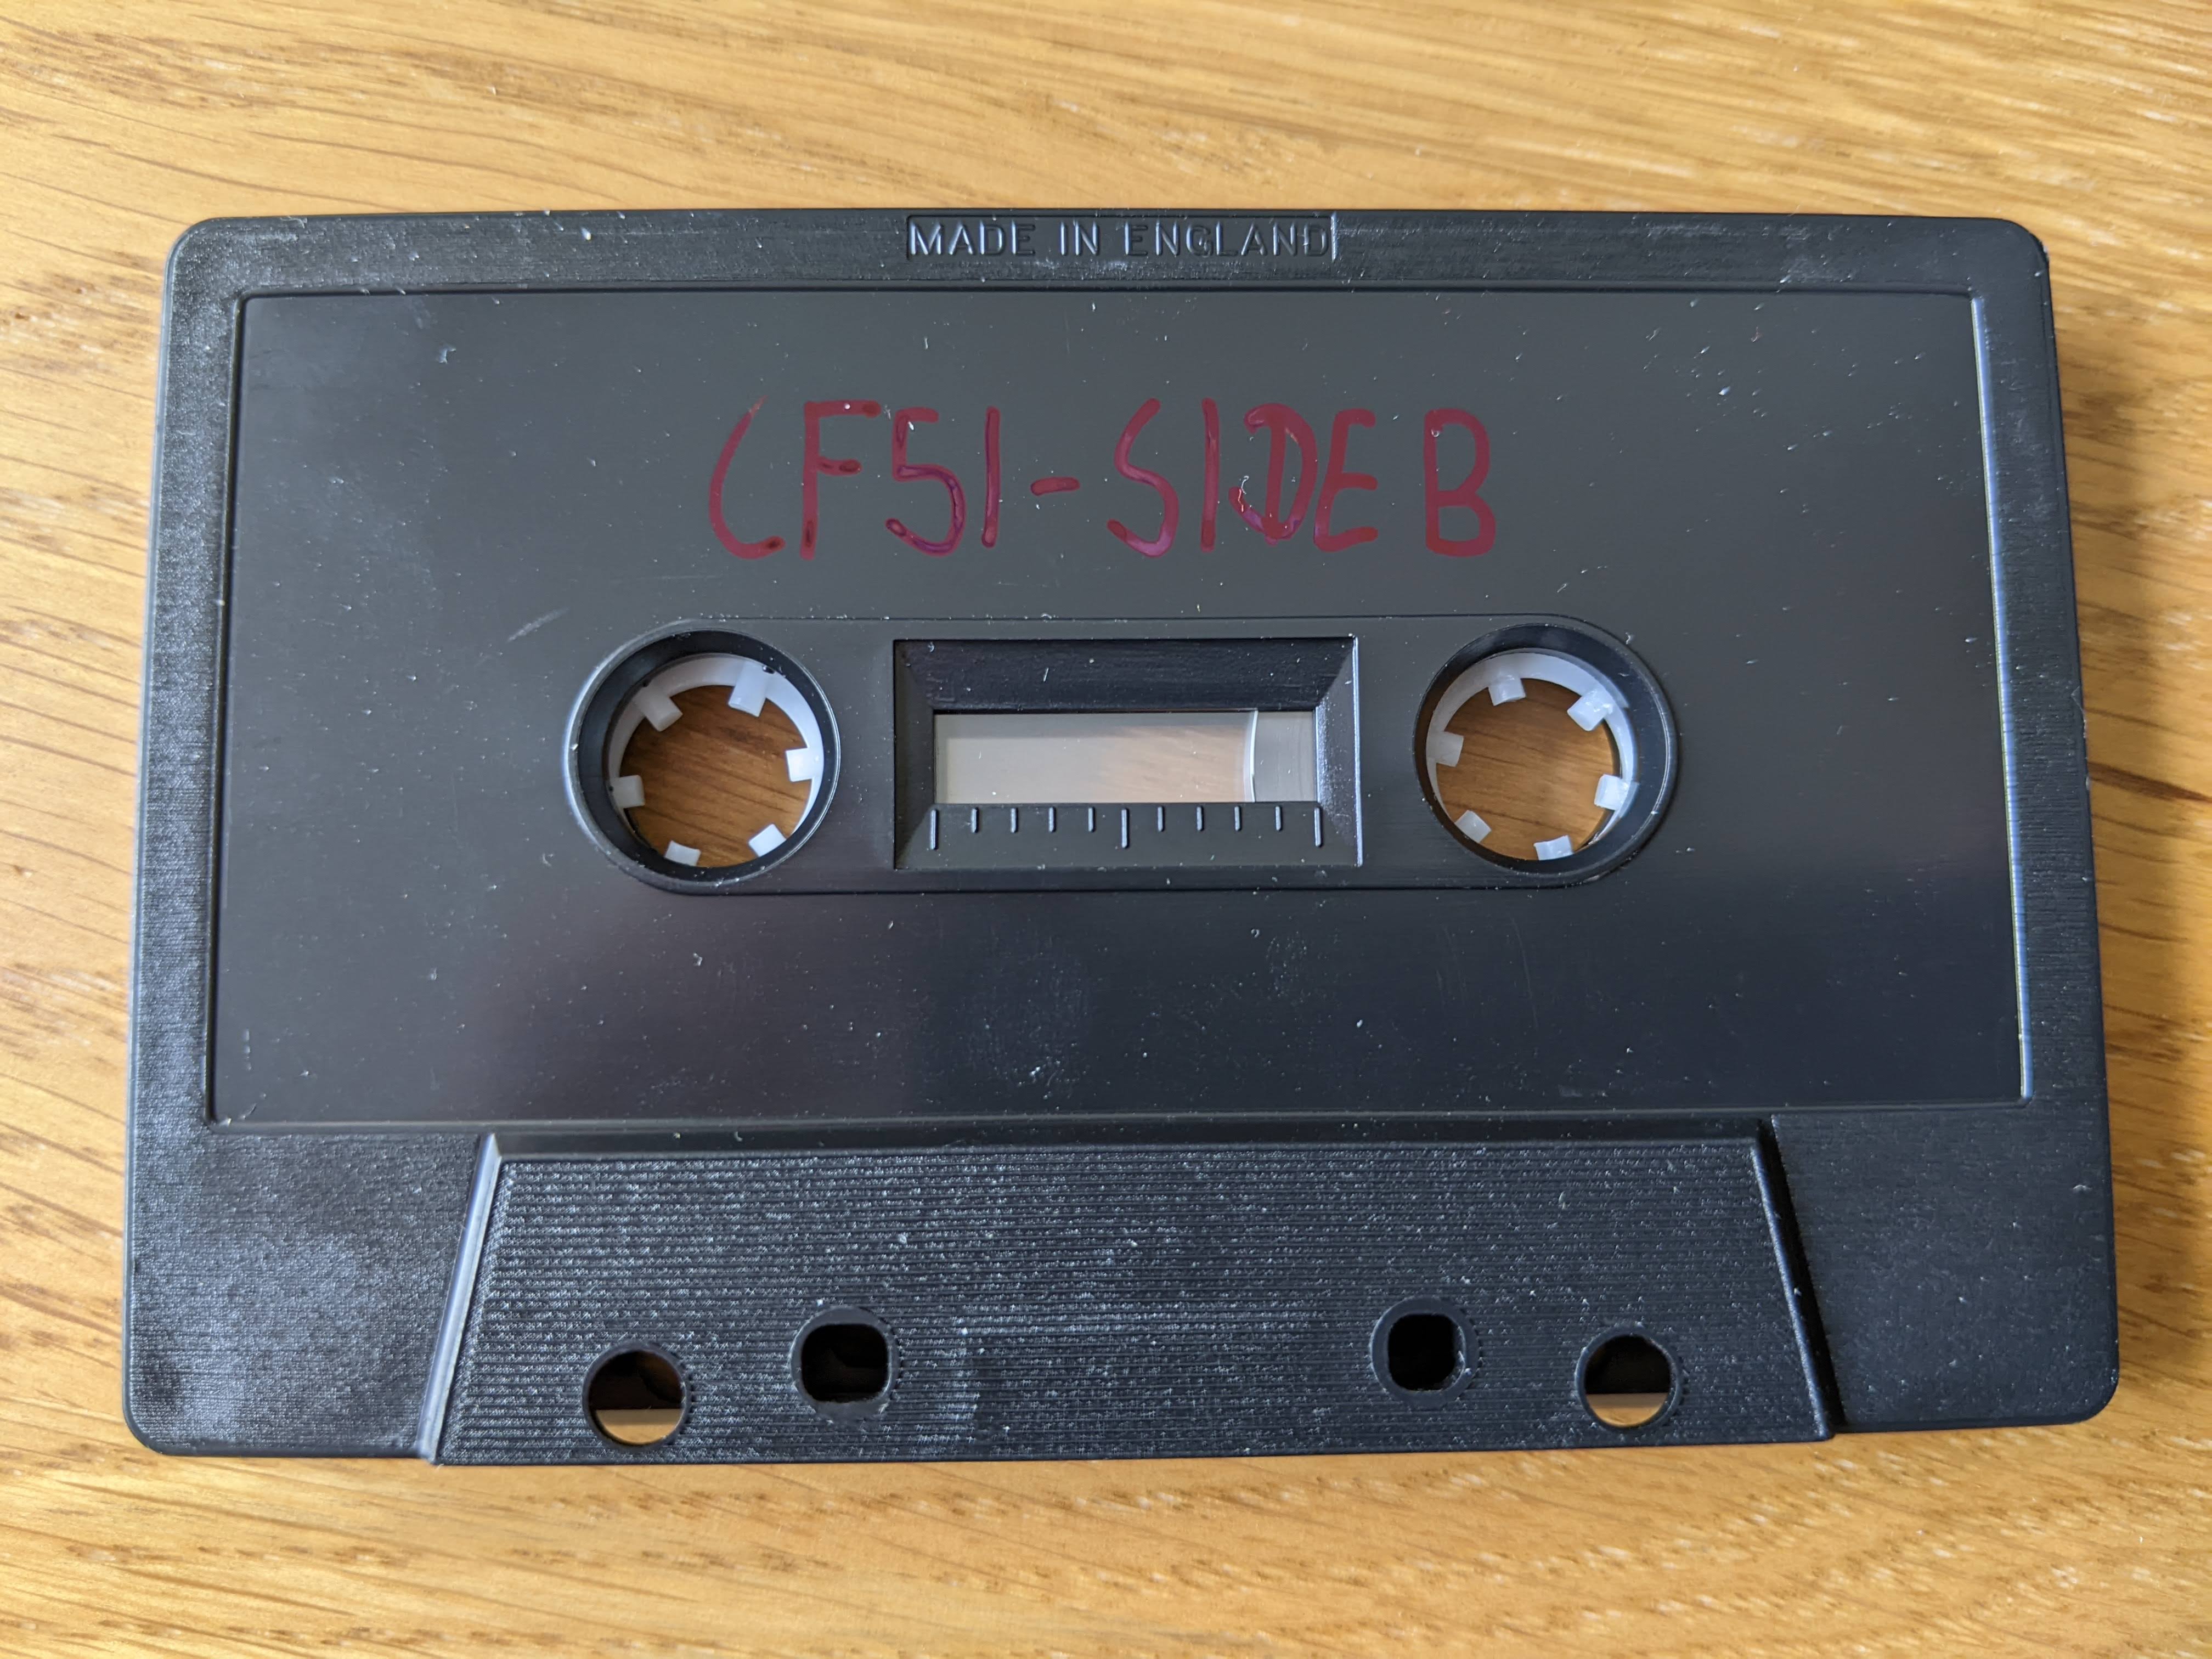 MADE IN ENGLAND
CF51-SIDE B